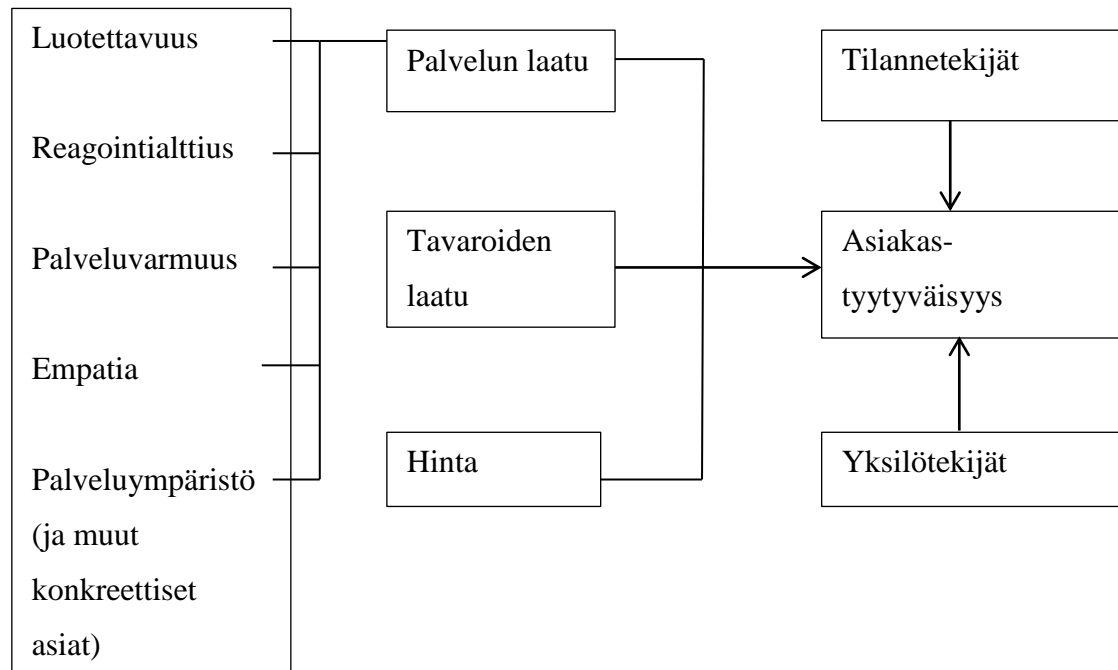 Luotettavuus
Reagointialttius
Palveluvarmuus
Empatia
Palveluympäristö
(ja muut
konkreettiset
asiat)
Palvelun laatu
Tavaroiden
laatu
Hinta
Tilannetekijät
Asiakas-
tyytyväisyys
Yksilötekijät